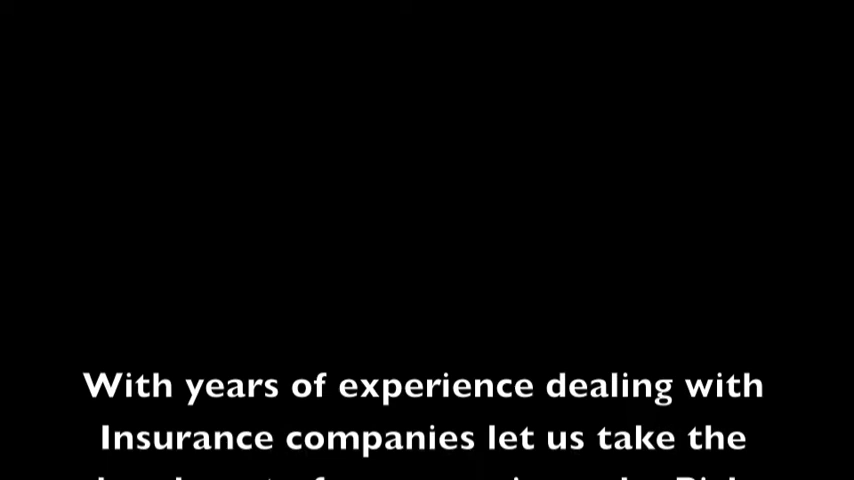 With years of experience dealing with
Insurance companies let us take the